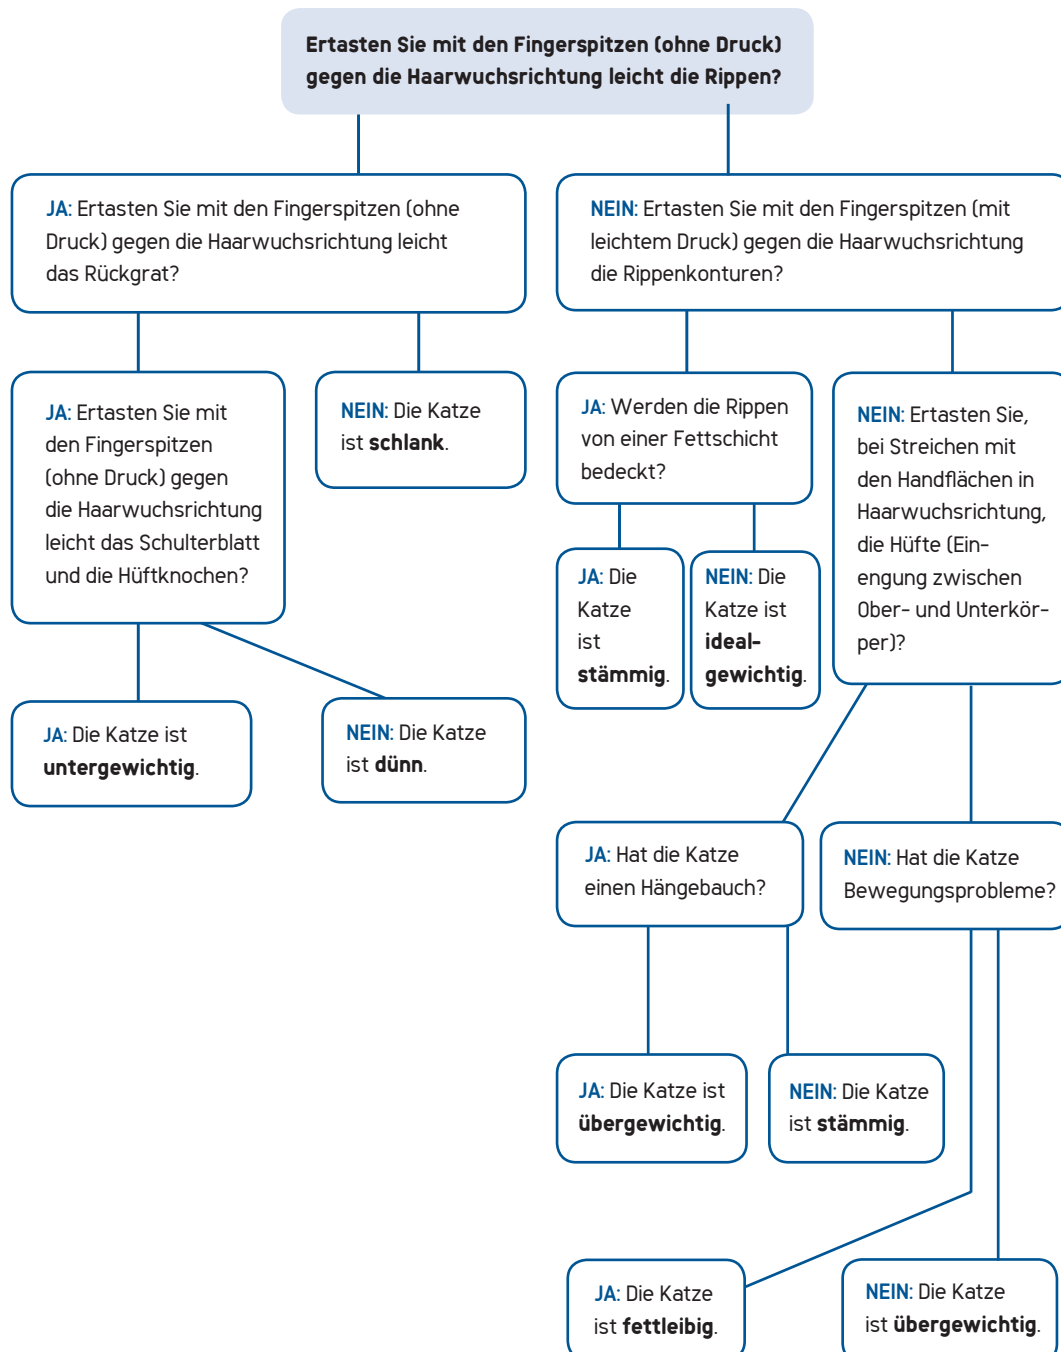 Ertasten Sie mit den Fingerspitzen (ohne Druck)
gegen die Haarwuchsrichtung leicht die Rippen?
JA: Ertasten Sie mit den Fingerspitzen (ohne
Druck) gegen die Haarwuchsrichtung leicht
das Rückgrat?
NEIN: Ertasten Sie mit den Fingerspitzen (mit
leichtem Druck) gegen die Haarwuchsrichtung
die Rippenkonturen?
JA: Ertasten Sie mit
den Fingerspitzen
(ohne Druck) gegen
die Haarwuchsrichtung
leicht das Schulterblatt
und die Hüftknochen?
NEIN: Die Katze
ist schlank.
JA: Werden die Rippen
von einer Fettschicht
bedeckt?
NEIN: Ertasten Sie,
bei Streichen mit
den Handflächen in
Haarwuchsrichtung,
die Hüfte (Ein-
engung zwischen
Ober- und Unterkör-
per)?
JA: Die
Katze
ist
stämmig.
NEIN: Die
Katze ist
ideal-
gewichtig.
JA: Die Katze ist
untergewichtig.
NEIN: Die Katze
ist dünn.
JA: Hat die Katze
einen Hängebauch?
NEIN: Hat die Katze
Bewegungsprobleme?
JA: Die Katze ist
übergewichtig.
NEIN: Die Katze
ist stämmig.
JA: Die Katze
ist fettleibig.
NEIN: Die Katze
ist übergewichtig.